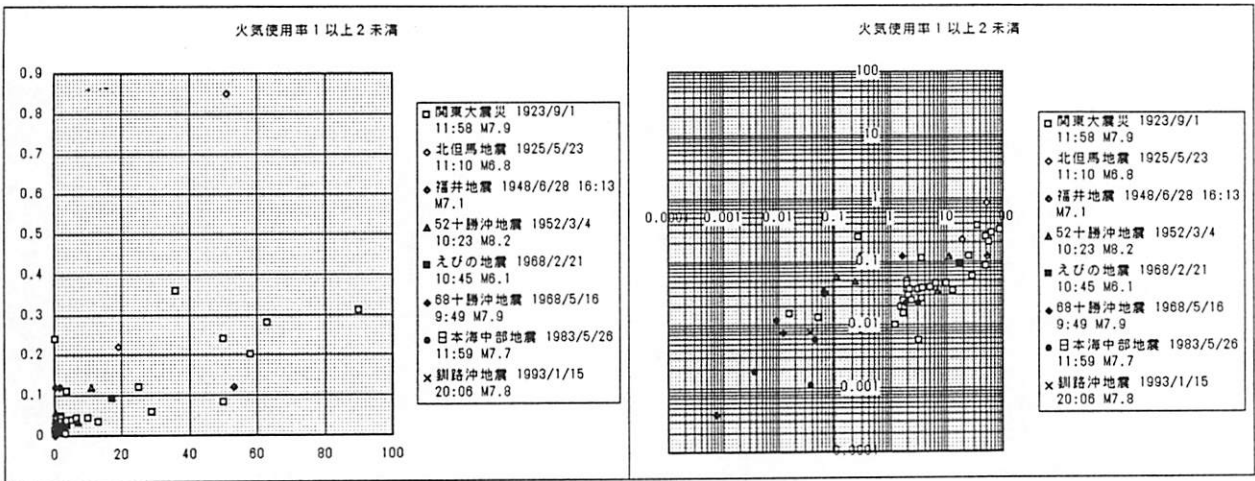 火気使用率1以上2未満
0.9
0.8
0.7
0.6
0.5
0.4
0.3
0.2
0.1
0
0 20 40 60 80 100
関東大震災 1923/9/1
11:58 M7.9
北但馬地震 1925/5/23
11:10 M6.8
福井地震 1948/6/28 16:13
M7.1
52十勝沖地震 1952/3/4
10:23 M8.2
えびの地震 1968/2/21
10:45 M6.1
68十勝沖地震 1968/5/16
9:49 M7.9
日本海中部地震 1983/5/26
11:59 M7.7
釧路沖地震 1993/1/15
20:06 M7.8
火気使用率1以上2未満
100
10
1
0.0001 0.001 0.01 0.1 1 10
0.1
0.01
0.001
0.0001
関東大震災 1923/9/1
11:58 M7.9
北但馬地震 1925/5/23
11:10 M6.8
福井地震 1948/6/28 16:13
M7.1
52十勝沖地震 1952/3/4
10:23 M8.2
えびの地震 1968/2/21
10:45 M6.1
68十勝沖地震 1968/5/16
9:49 M7.9
日本海中部地震 1983/5/26
11:59 M7.7
釧路沖地震 1993/1/15
20:06 M7.8